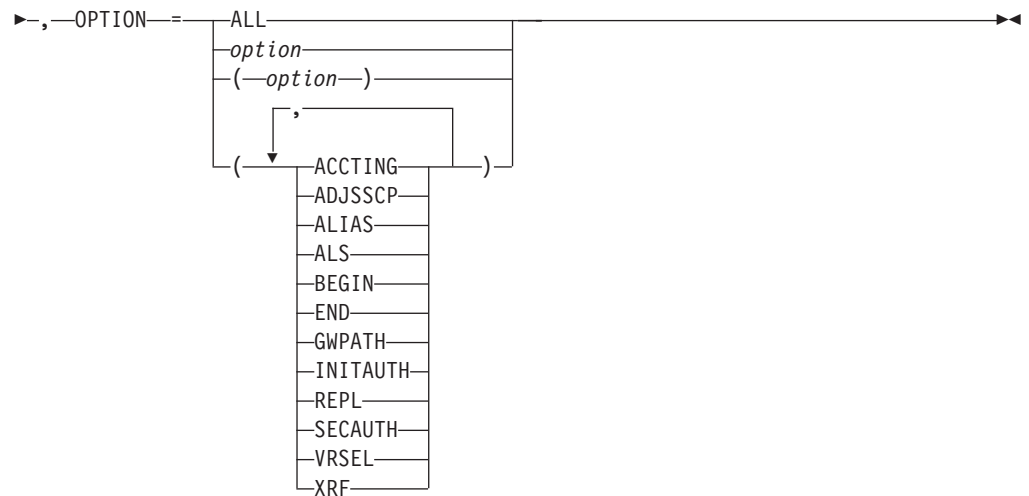 , OPTION = ALL
option
( option )
,
( ACCTING )
ADJSSCP
ALIAS
ALS
BEGIN
END
GWPATH
INITAUTH
REPL
SECAUTH
VRSEL
XRF